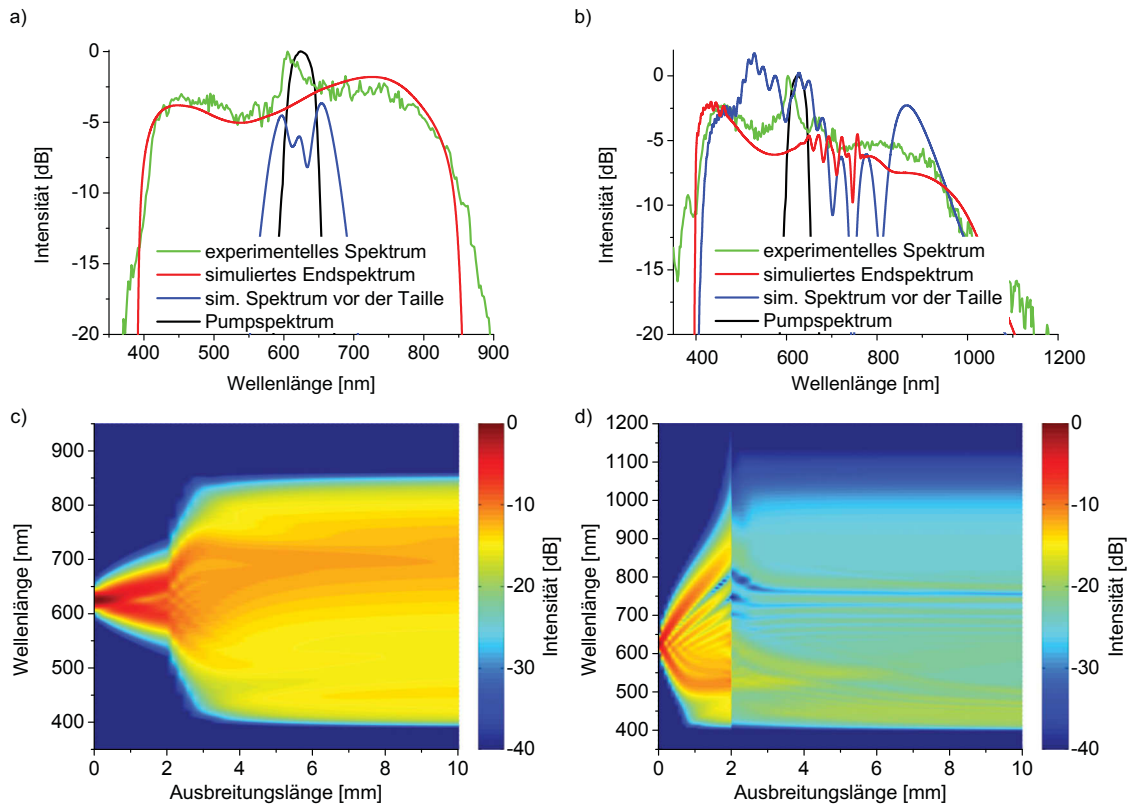 a)
0
-5
-10
-15
-20
Intensität [dB]
experimentelles Spektrum
simuliertes Endspektrum
sim. Spektrum vor der Taille
Pumpspektrum
400 500 600 700 800 900
Wellenlänge [nm]
b)
0
-5
-10
-15
-20
Intensität [dB]
experimentelles Spektrum
simuliertes Endspektrum
sim. Spektrum vor der Taille
Pumpspektrum
400 600 800 1000 1200
Wellenlänge [nm]
c)
900
800
700
600
500
400
Wellenlänge [nm]
0 2 4 6 8 10
Ausbreitungslänge [mm]
0
-10
-20
-30
-40
Intensität [dB]
d)
1200
1100
1000
900
800
750
700
600
500
400
350
Wellenlänge [nm]
0 2 4 6 8 10
Ausbreitungslänge [mm]
0
-10
-20
-30
-40
Intensität [dB]